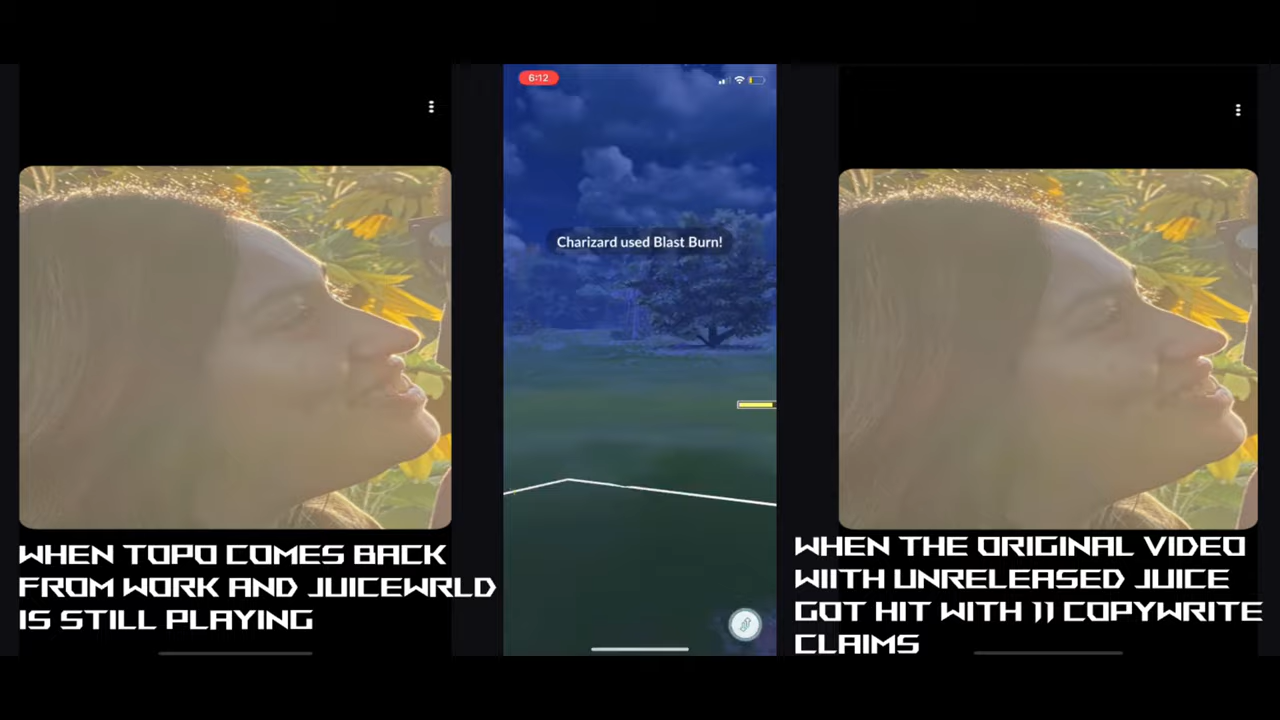 6:12
Charizard used Blast Burn!
WHEN TOPO COMES BACK
FROM WORK AND JUICEWRLD
IS STILL PLAYING
WHEN THE ORIGINAL VIDEO
WIITH UNRELEASED JUICE
GOT HIT WITH 11 COPYWRITE
CLAIMS